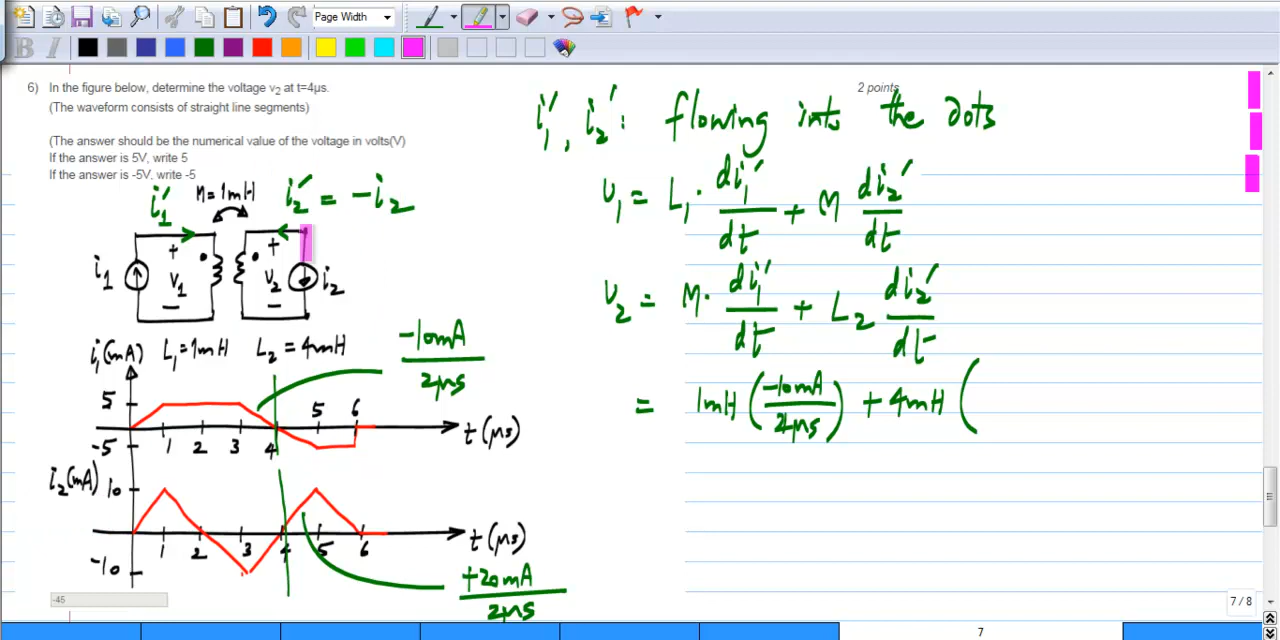 Page Width
B I
6) In the figure below, determine the voltage v2 at t=4µs.
(The waveform consists of straight line segments)
2 points
(The answer should be the numerical value of the voltage in volts(V)
If the answer is 5V, write 5
If the answer is -5V, write -5
i1', i2': flowing into the dots
v1 = L1 · di1'/dt + M di2'/dt
v2 = M · di1'/dt + L2 di2'/dt
= 1mH (-10mA/2µs) + 4mH (
i1' M=1mH i2' = -i2
i1 + V1 - + V2 - i2
i1(mA) L1=1mH L2=4mH
-10mA/2µs
5
-5
1 2 3 4 5 6 t(µs)
i2(mA)
10
-10
1 2 3 4 5 6 t(µs)
+20mA/2µs
-45
7 / 8
7